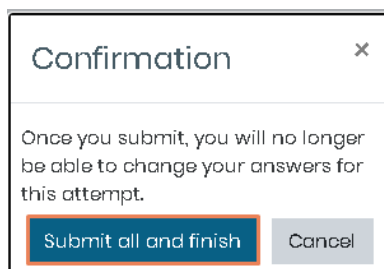 Confirmation ×
Once you submit, you will no longer
be able to change your answers for
this attempt.
Submit all and finish Cancel